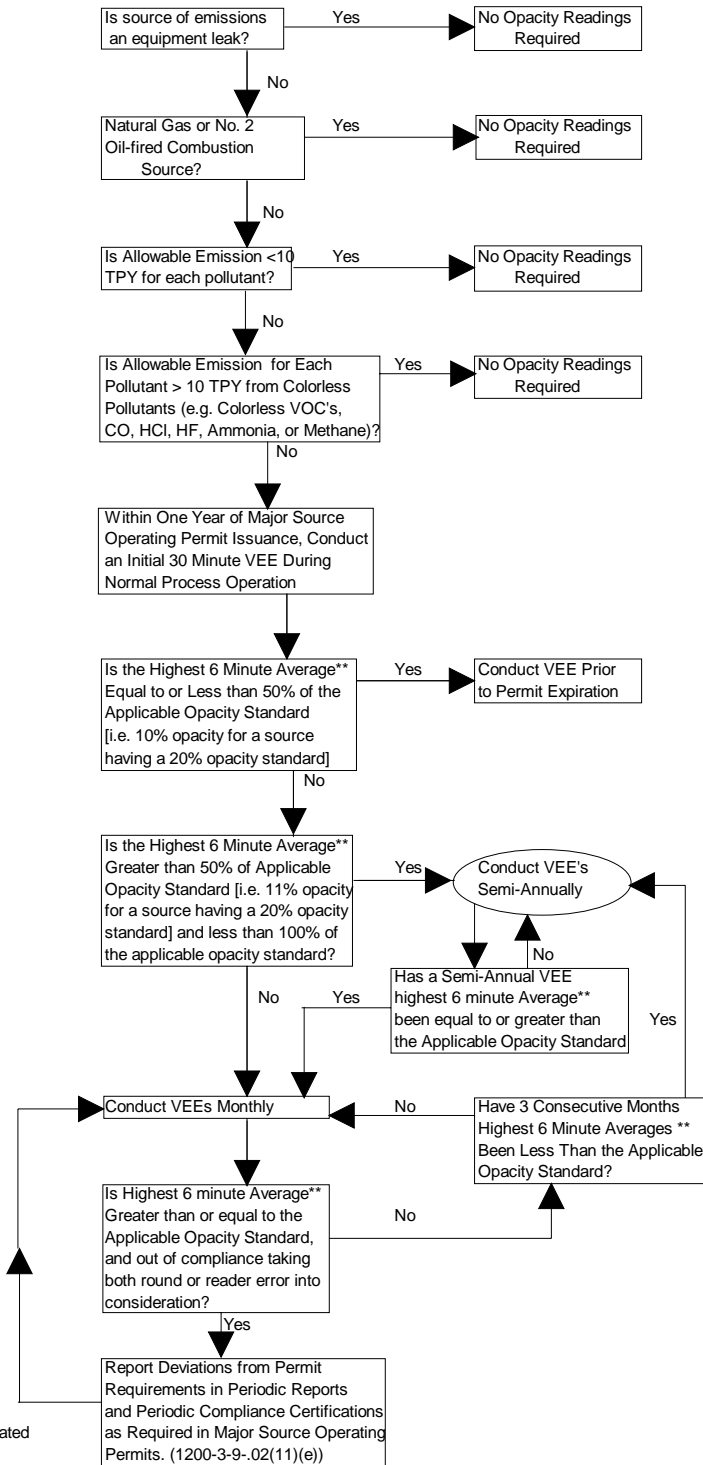 Is source of emissions
an equipment leak?
Yes
No Opacity Readings
Required
No
Natural Gas or No. 2
Oil-fired Combustion
Source?
Yes
No Opacity Readings
Required
No
Is Allowable Emission <10
TPY for each pollutant?
Yes
No Opacity Readings
Required
No
Is Allowable Emission for Each
Pollutant > 10 TPY from Colorless
Pollutants (e.g. Colorless VOC's,
CO, HCl, HF, Ammonia, or Methane)?
Yes
No Opacity Readings
Required
No
Within One Year of Major Source
Operating Permit Issuance, Conduct
an Initial 30 Minute VEE During
Normal Process Operation
Is the Highest 6 Minute Average**
Equal to or Less than 50% of the
Applicable Opacity Standard
[i.e. 10% opacity for a source
having a 20% opacity standard]
Yes
Conduct VEE Prior
to Permit Expiration
No
Is the Highest 6 Minute Average**
Greater than 50% of Applicable
Opacity Standard [i.e. 11% opacity
for a source having a 20% opacity
standard] and less than 100% of
the applicable opacity standard?
Yes
Conduct VEE's
Semi-Annually
No
Has a Semi-Annual VEE
highest 6 minute Average**
been equal to or greater than
the Applicable Opacity Standard
Yes
No
Yes
Conduct VEEs Monthly
No
Have 3 Consecutive Months
Highest 6 Minute Averages **
Been Less Than the Applicable
Opacity Standard?
Is Highest 6 minute Average**
Greater than or equal to the
Applicable Opacity Standard,
and out of compliance taking
both round or reader error into
consideration?
No
Yes
Report Deviations from Permit
Requirements in Periodic Reports
and Periodic Compliance Certifications
as Required in Major Source Operating
Permits. (1200-3-9-.02(11)(e))
ated